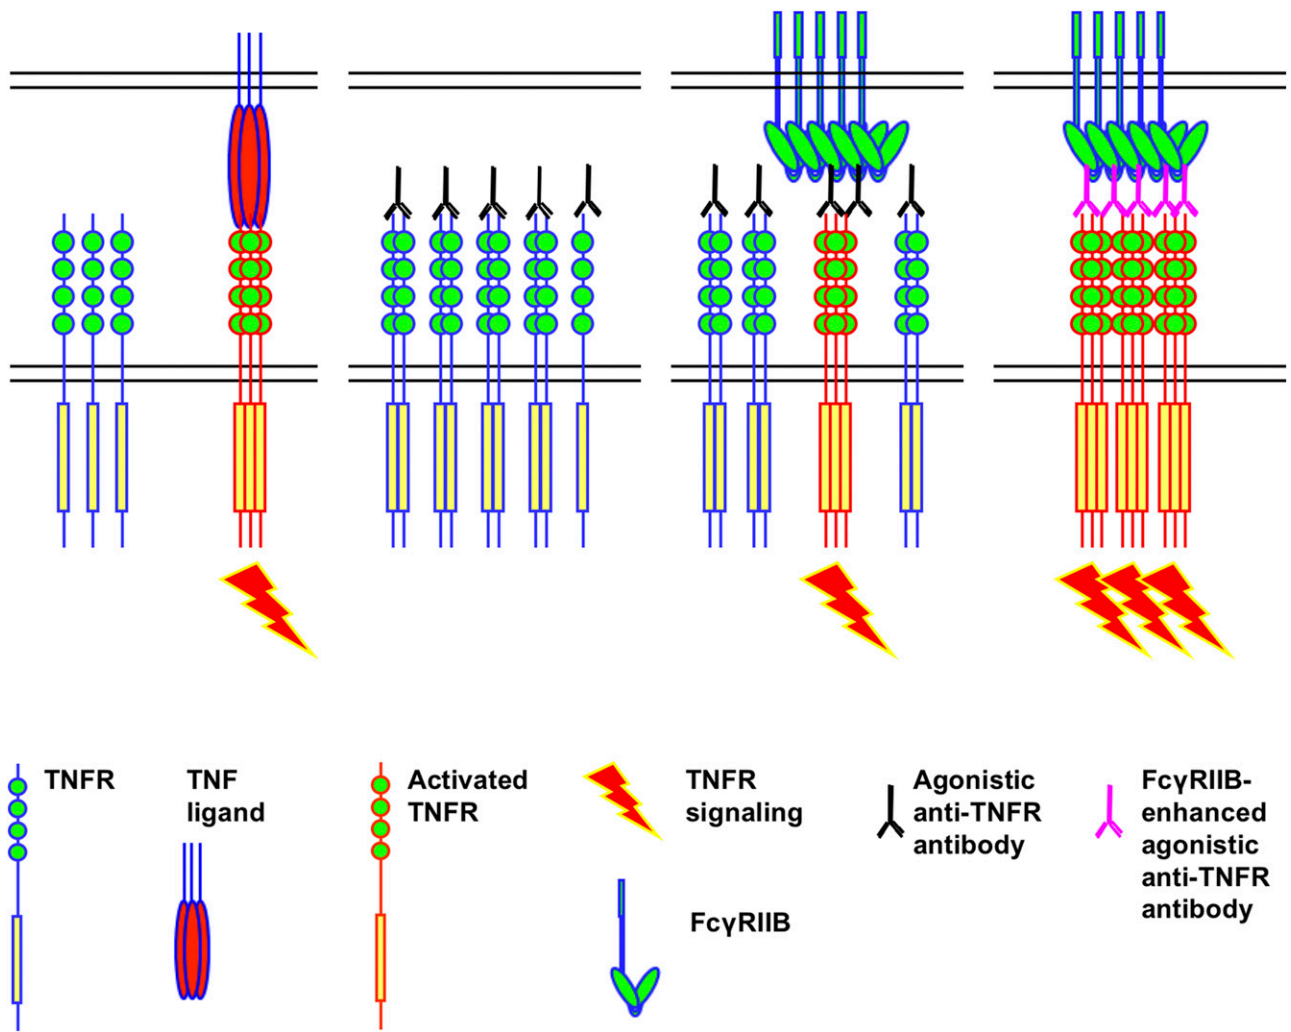 TNFR
TNF
ligand
Activated
TNFR
TNFR
signaling
FcγRIIB
Agonistic
anti-TNFR
antibody
FcγRIIB-
enhanced
agonistic
anti-TNFR
antibody